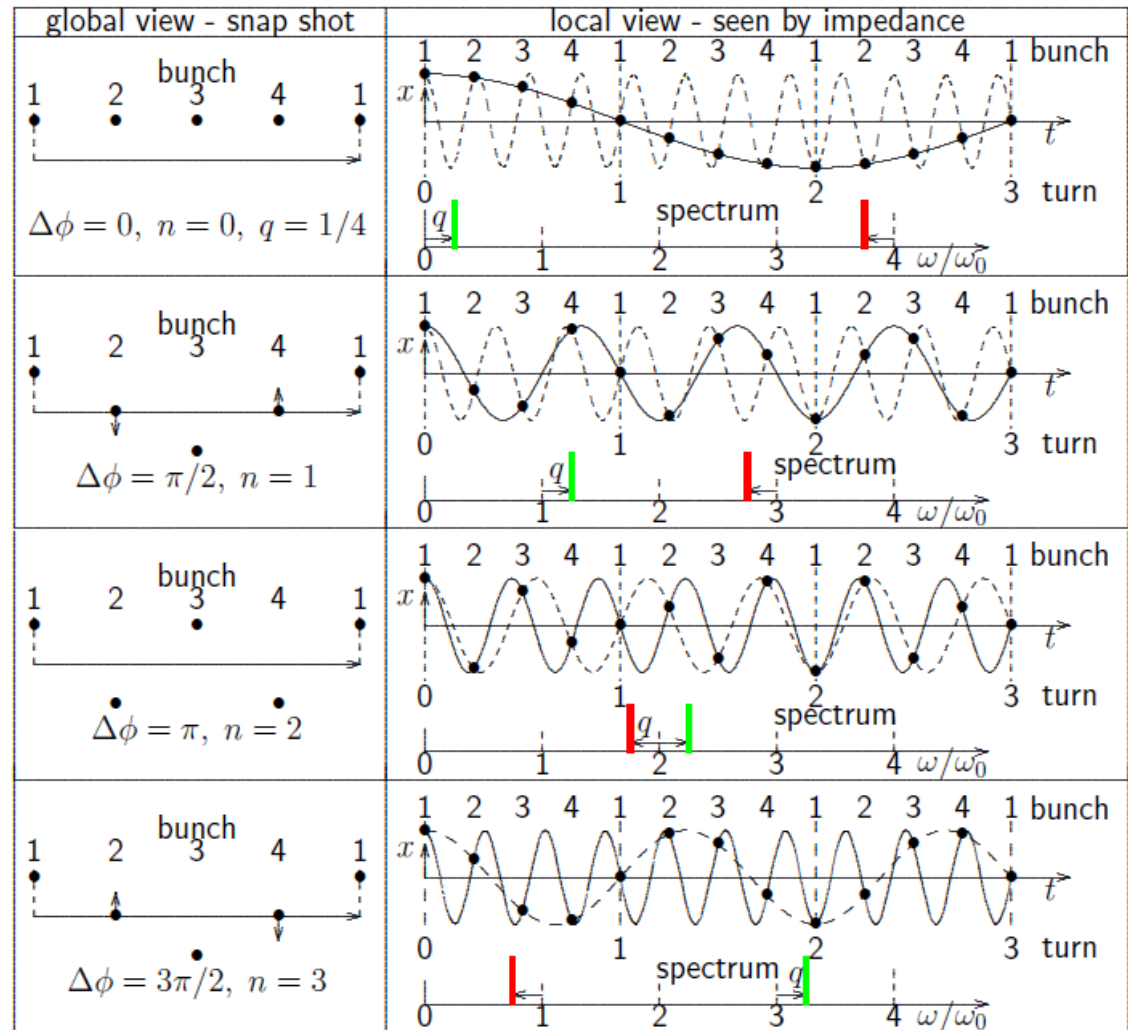 global view - snap shot
local view - seen by impedance
bunch
1 2 3 4 1
Δϕ = 0, n = 0, q = 1/4
1 2 3 4 1 2 3 4 1 2 3 4 1 bunch
x
t
0 1 2 3 turn
q spectrum
0 1 2 3 4 ω/ω₀
bunch
1 2 3 4 1
Δϕ = π/2, n = 1
1 2 3 4 1 2 3 4 1 2 3 4 1 bunch
x
t
0 1 2 3 turn
q spectrum
0 1 2 3 4 ω/ω₀
bunch
1 2 3 4 1
Δϕ = π, n = 2
1 2 3 4 1 2 3 4 1 2 3 4 1 bunch
x
t
0 1 2 3 turn
q spectrum
0 1 2 3 4 ω/ω₀
bunch
1 2 3 4 1
Δϕ = 3π/2, n = 3
1 2 3 4 1 2 3 4 1 2 3 4 1 bunch
x
t
0 1 2 3 turn
spectrum q
0 1 2 3 4 ω/ω₀